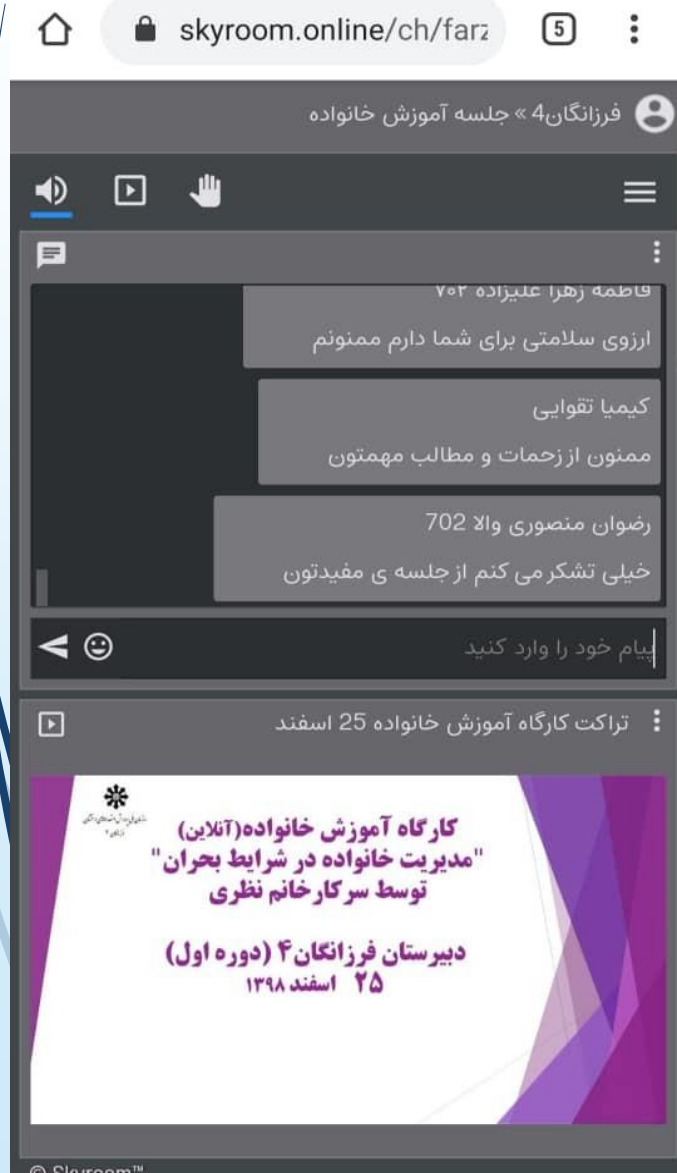 skyroom.online/ch/farz
5
فرزانگان4 » جلسه آموزش خانواده
فاطمه زهرا علیزاده ۷۰۲
ارزوی سلامتی برای شما دارم ممنونم
کیمیا تقوایی
ممنون از زحمات و مطالب مهمتون
رضوان منصوری والا 702
خیلی تشکر می کنم از جلسه ی مفیدتون
پیام خود را وارد کنید
تراکت کارگاه آموزش خانواده 25 اسفند
کارگاه آموزش خانواده(آنلاین)
"مدیریت خانواده در شرایط بحران"
توسط سرکارخانم نظری
دبیرستان فرزانگان۴ (دوره اول)
۲۵ اسفند ۱۳۹۸
© Skyroom™